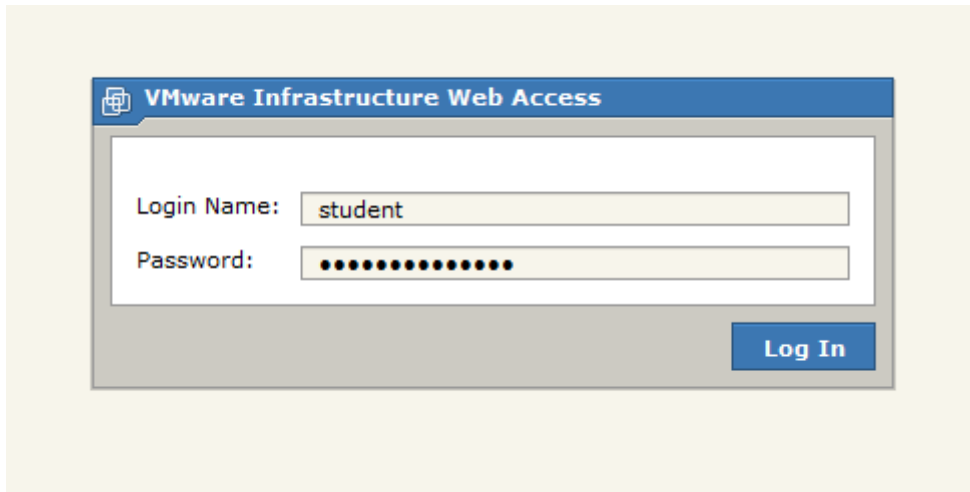 VMware Infrastructure Web Access
Login Name: student
Password: ••••••••••••••
Log In